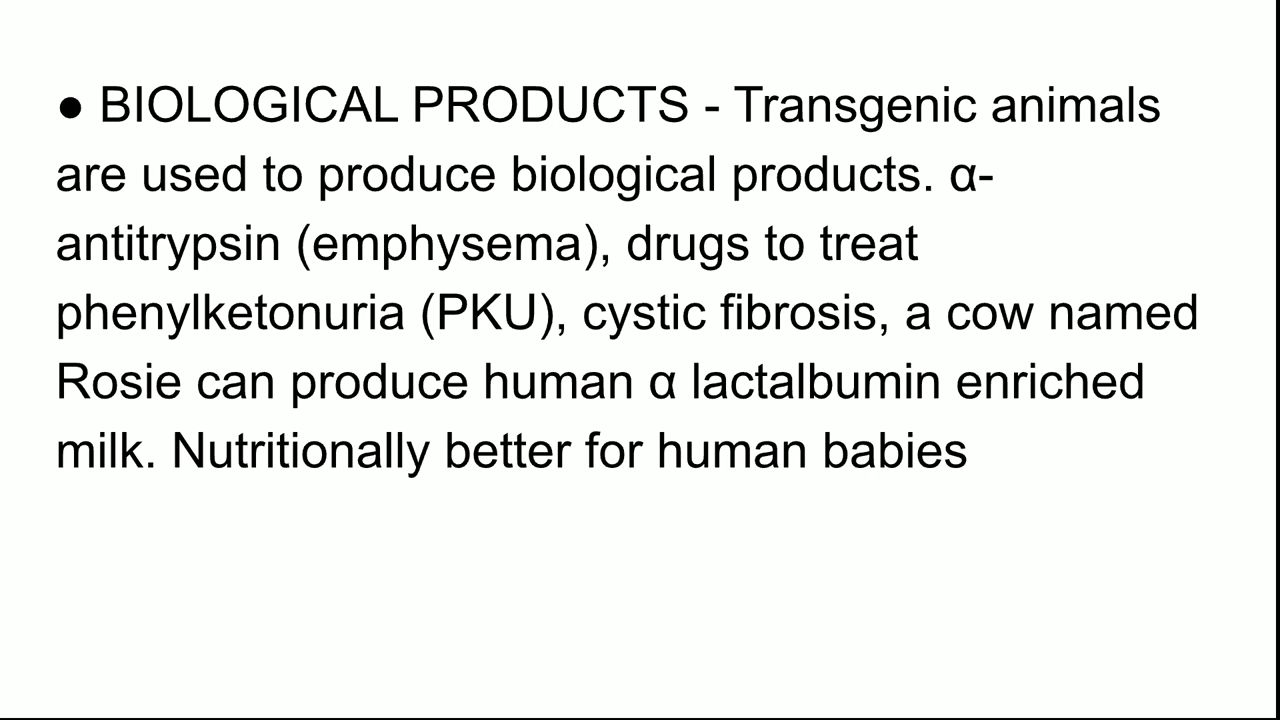 ● BIOLOGICAL PRODUCTS - Transgenic animals
are used to produce biological products. α-
antitrypsin (emphysema), drugs to treat
phenylketonuria (PKU), cystic fibrosis, a cow named
Rosie can produce human α lactalbumin enriched
milk. Nutritionally better for human babies